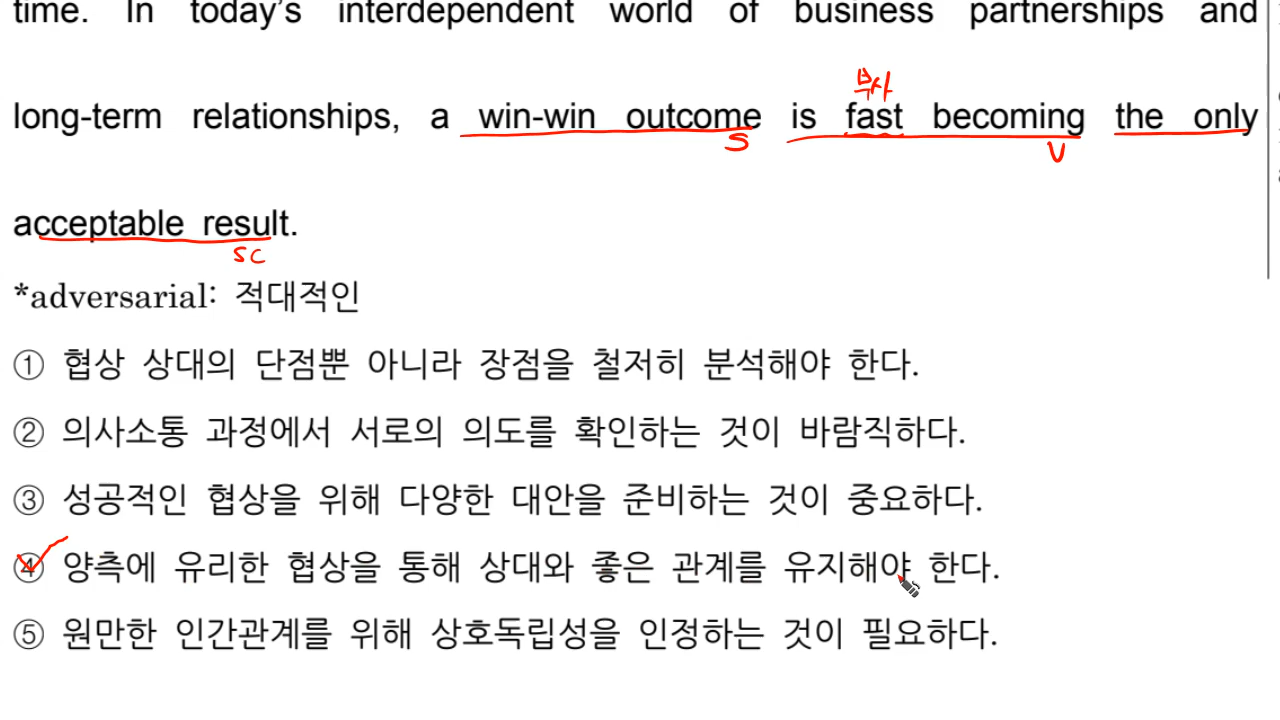 time. In today's interdependent world of business partnerships and
부사
long-term relationships, a win-win outcome is fast becoming the only
S V
acceptable result.
SC
*adversarial: 적대적인
① 협상 상대의 단점뿐 아니라 장점을 철저히 분석해야 한다.
② 의사소통 과정에서 서로의 의도를 확인하는 것이 바람직하다.
③ 성공적인 협상을 위해 다양한 대안을 준비하는 것이 중요하다.
④ 양측에 유리한 협상을 통해 상대와 좋은 관계를 유지해야 한다.
⑤ 원만한 인간관계를 위해 상호독립성을 인정하는 것이 필요하다.